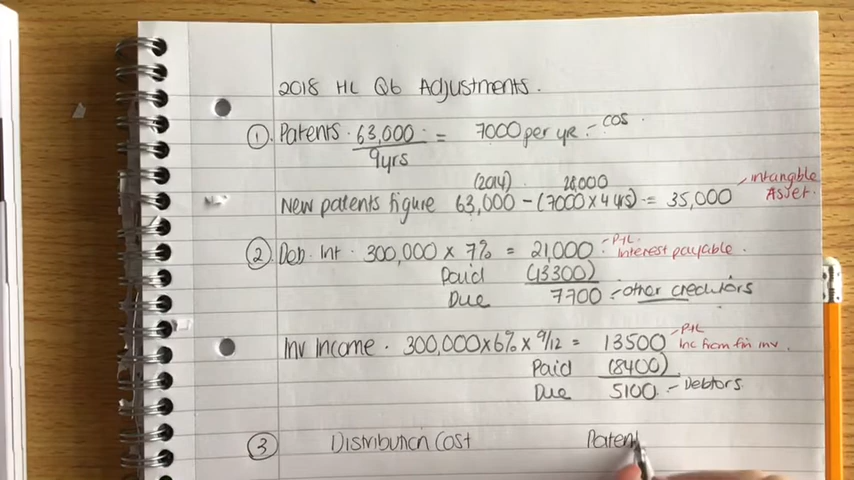 2018 HL Q6 Adjustments.
① Patents. 63,000 = 7000 per yr - COS
9yrs
(2014) 28,000
New patents figure 63,000 - (7000 x 4 yrs) = 35,000 - intangible Asset.
② Deb. Int. 300,000 x 7% = 21,000 - P+L interest payable.
Paid (13300)
Due 7700 - other creditors
Inv Income. 300,000 x 6% x 9/12 = 13500 - P+L Inc from fin inv.
Paid (8400)
Due 5100 - Debtors
③ Distribution Cost Patent